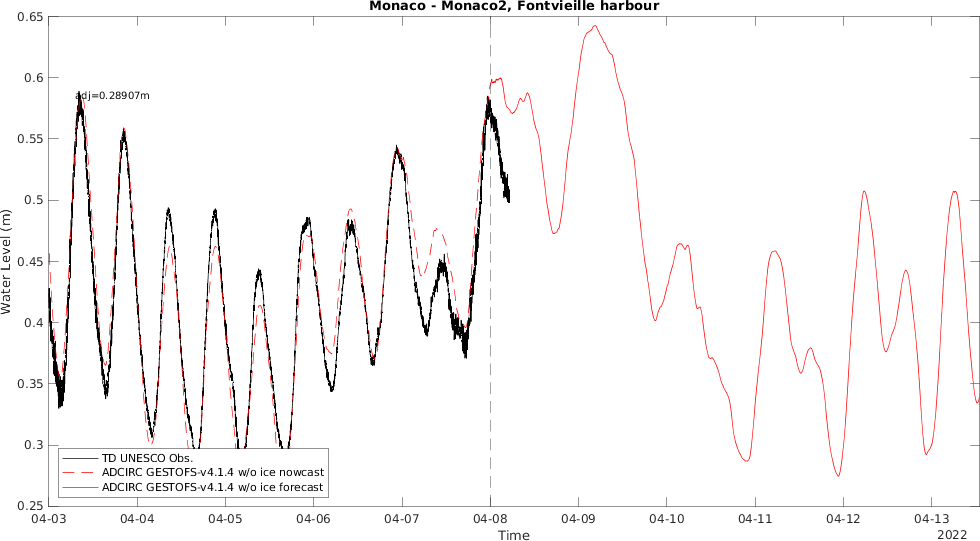 Monaco - Monaco2, Fontvieille harbour
0.65
0.6
adj=0.28907m
0.55
0.5
0.45
0.4
0.35
0.3
0.25
Water Level (m)
TD UNESCO Obs.
ADCIRC GESTOFS-v4.1.4 w/o ice nowcast
ADCIRC GESTOFS-v4.1.4 w/o ice forecast
04-03 04-04 04-05 04-06 04-07 04-08 04-09 04-10 04-11 04-12 04-13
Time
2022